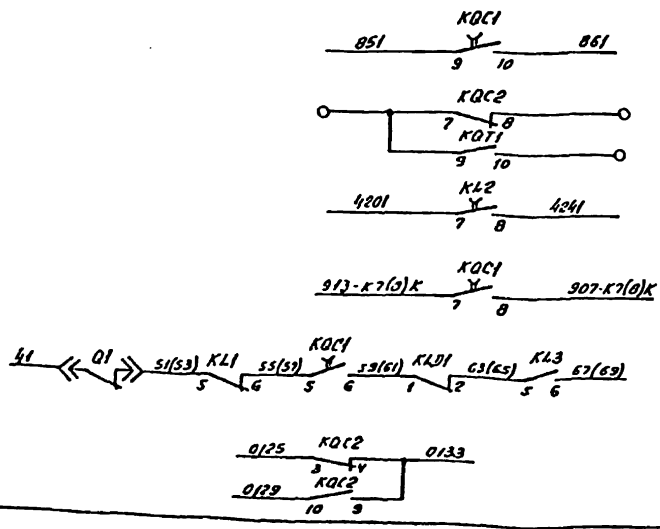 KQC1
851 861
9 10
KQC2
7 8
KQT1
9 10
KL2
4201 4241
7 8
KQC1
913-K7(9)K 907-K7(8)K
7 8
41 Q1 51(53) KL1 55(57) KQC1 59(61) KLD1 63(65) KL3 67(69)
5 6 5 6 1 2 5 6
KQC2
0125 0133
3 4
KQC2
0129
10 9